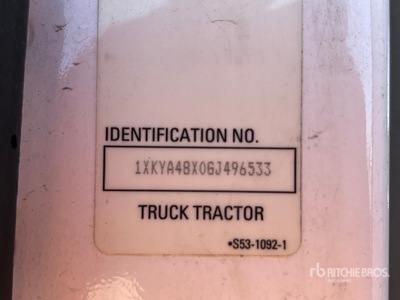 IDENTIFICATION NO.
1XKYA48X0GJ496533
TRUCK TRACTOR
•S53-1092-1
rb RITCHIE BROS.